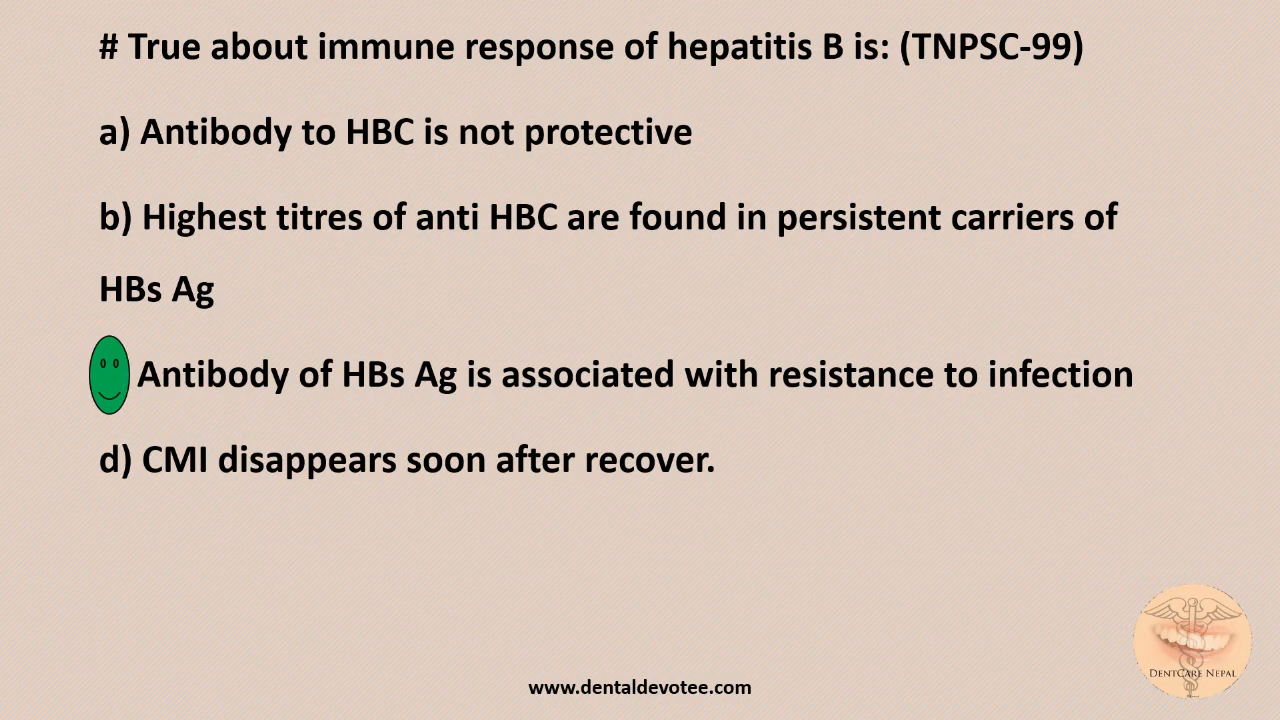 # True about immune response of hepatitis B is: (TNPSC-99)
a) Antibody to HBC is not protective
b) Highest titres of anti HBC are found in persistent carriers of
HBs Ag
Antibody of HBs Ag is associated with resistance to infection
d) CMI disappears soon after recover.
DENTCARE NEPAL
www.dentaldevotee.com